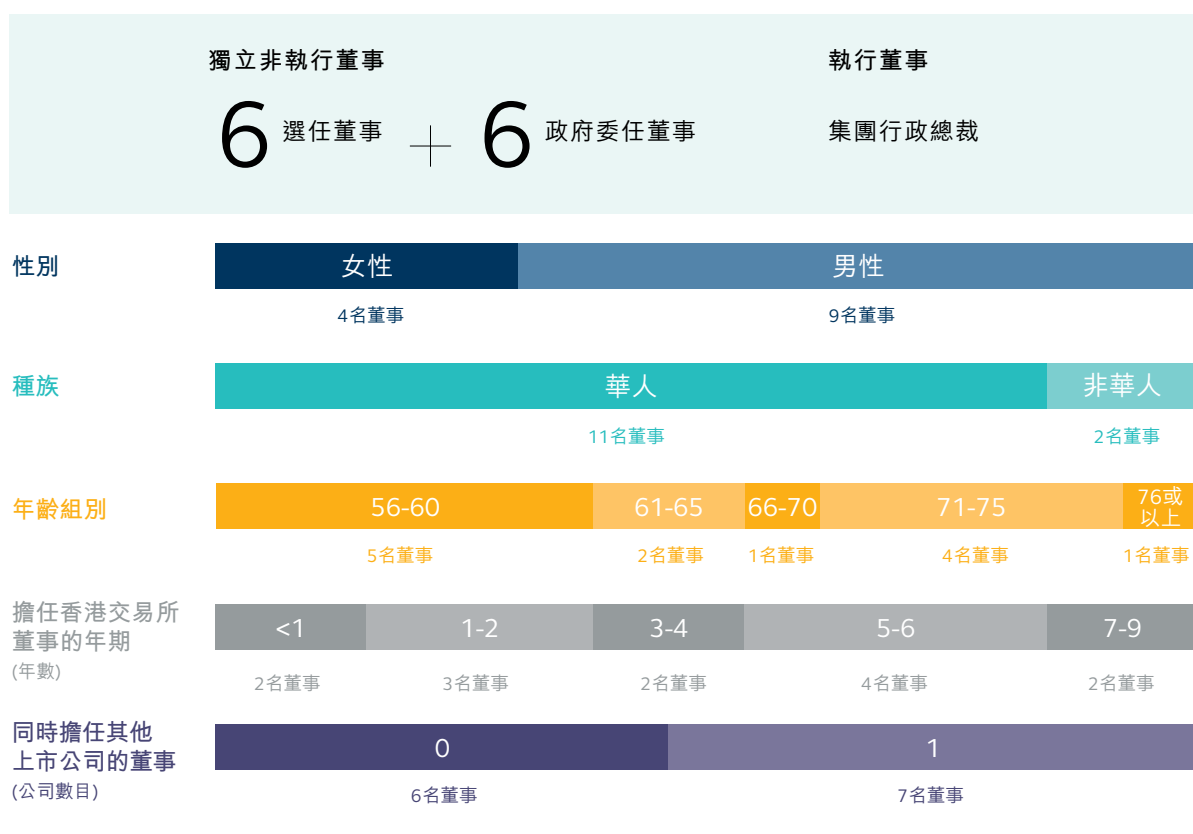 獨立非執行董事 執行董事
6 選任董事 + 6 政府委任董事 集團行政總裁
性別 女性 男性
4名董事 9名董事
種族 華人 非華人
11名董事 2名董事
年齡組別 56-60 61-65 66-70 71-75 76或
以上
5名董事 2名董事 1名董事 4名董事 1名董事
擔任香港交易所
董事的年期
(年數)
<1 1-2 3-4 5-6 7-9
2名董事 3名董事 2名董事 4名董事 2名董事
同時擔任其他
上市公司的董事
(公司數目)
0 1
6名董事 7名董事